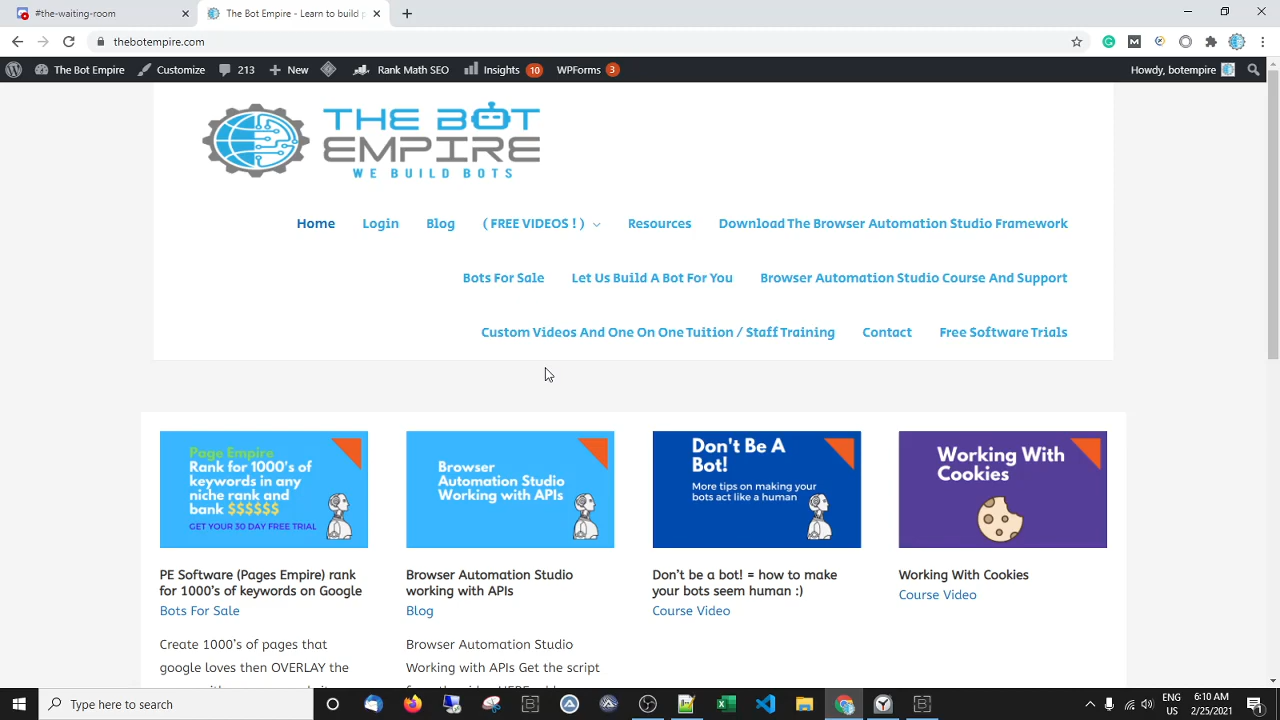 #the-waiting-room
The Bot Empire - Learn to build
thebotempire.com
The Bot Empire
Customize
213
New
Rank Math SEO
Insights 10
WPForms 3
Howdy, botempire
THE BOT
EMPIRE
WE BUILD BOTS
Home
Login
Blog
( FREE VIDEOS ! )
Resources
Download The Browser Automation Studio Framework
Bots For Sale
Let Us Build A Bot For You
Browser Automation Studio Course And Support
Custom Videos And One On One Tuition / Staff Training
Contact
Free Software Trials
Page Empire
Rank for 1000's of
keywords in any
niche rank and
bank $$$$$$
GET YOUR 30 DAY FREE TRIAL
Browser
Automation Studio
Working with APIs
Don't Be A
Bot!
More tips on making your
bots act like a human
Working With
Cookies
PE Software (Pages Empire) rank
for 1000's of keywords on Google
Bots For Sale
Create 1000's of pages that
google loves then OVERLAY the
Browser Automation Studio
working with APIs
Blog
Browser Automation Studio
Working with APIs Get the script
Don't be a bot! = how to make
your bots seem human :)
Course Video
Working With Cookies
Course Video
Type here to search
ENG
US
6:10 AM
2/25/2021
1